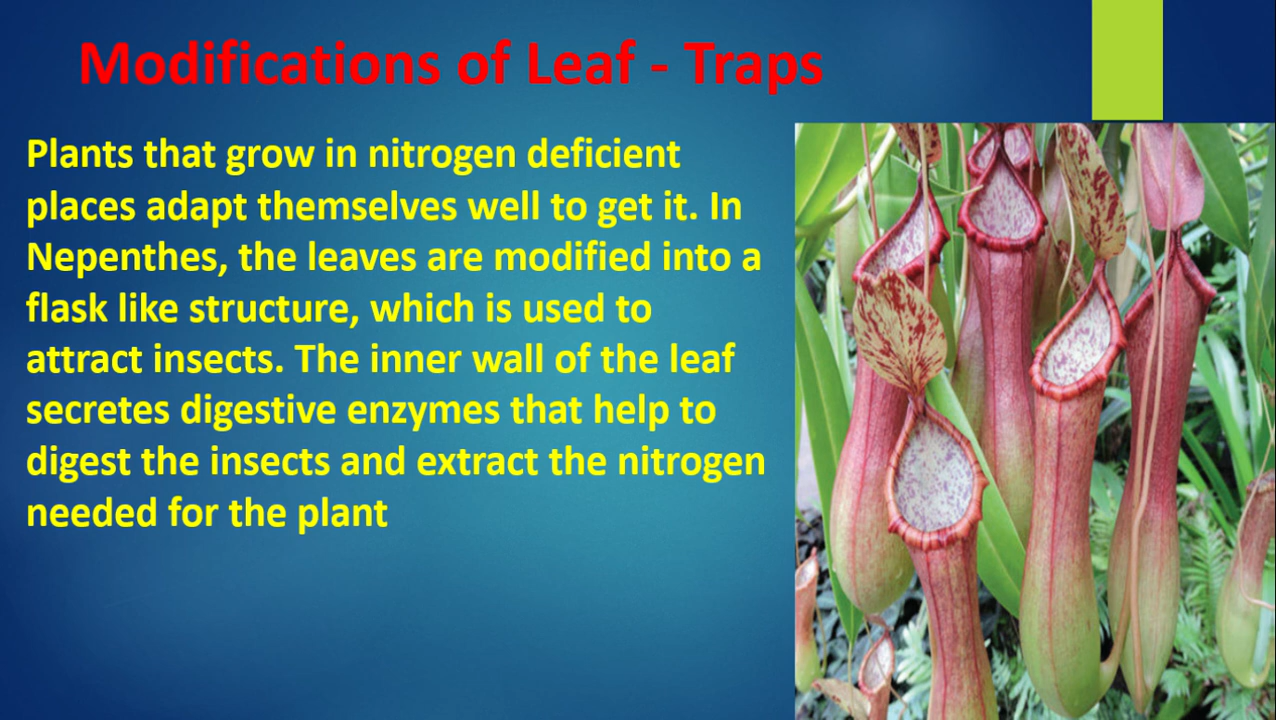 Modifications of Leaf - Traps
Plants that grow in nitrogen deficient
places adapt themselves well to get it. In
Nepenthes, the leaves are modified into a
flask like structure, which is used to
attract insects. The inner wall of the leaf
secretes digestive enzymes that help to
digest the insects and extract the nitrogen
needed for the plant